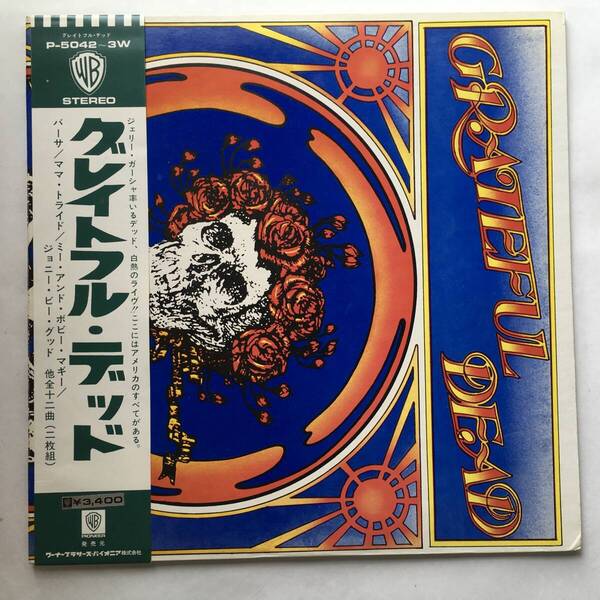 グレイトフル・デッド
P-5042~3W
WB
STEREO
グレイトフル・デッド
ジェリー・ガーシャ率いるデッド、白熱のライヴ!!ここにはアメリカのすべてがある。
バーサ/ママ・トライド/ミー・アンド・ボビー・マギー/
ジョニー・ビー・グッド 他全十二曲(二枚組)
¥3,400
WB
PIONEER
発売元
ワーナーブラザーズ・パイオニア株式会社
GRATEFUL DEAD